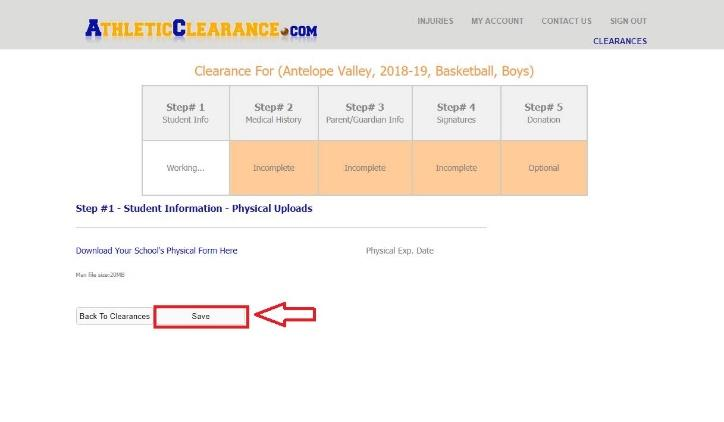 ATHLETICCLEARANCE.COM
INJURIES MY ACCOUNT CONTACT US SIGN OUT
CLEARANCES
Clearance For (Antelope Valley, 2018-19, Basketball, Boys)
Step# 1 Step# 2 Step# 3 Step# 4 Step# 5
Student Info Medical History Parent/Guardian Info Signatures Donation
Working... Incomplete Incomplete Incomplete Optional
Step #1 - Student Information - Physical Uploads
Download Your School's Physical Form Here Physical Exp. Date
Max file size:20MB
Back To Clearances Save